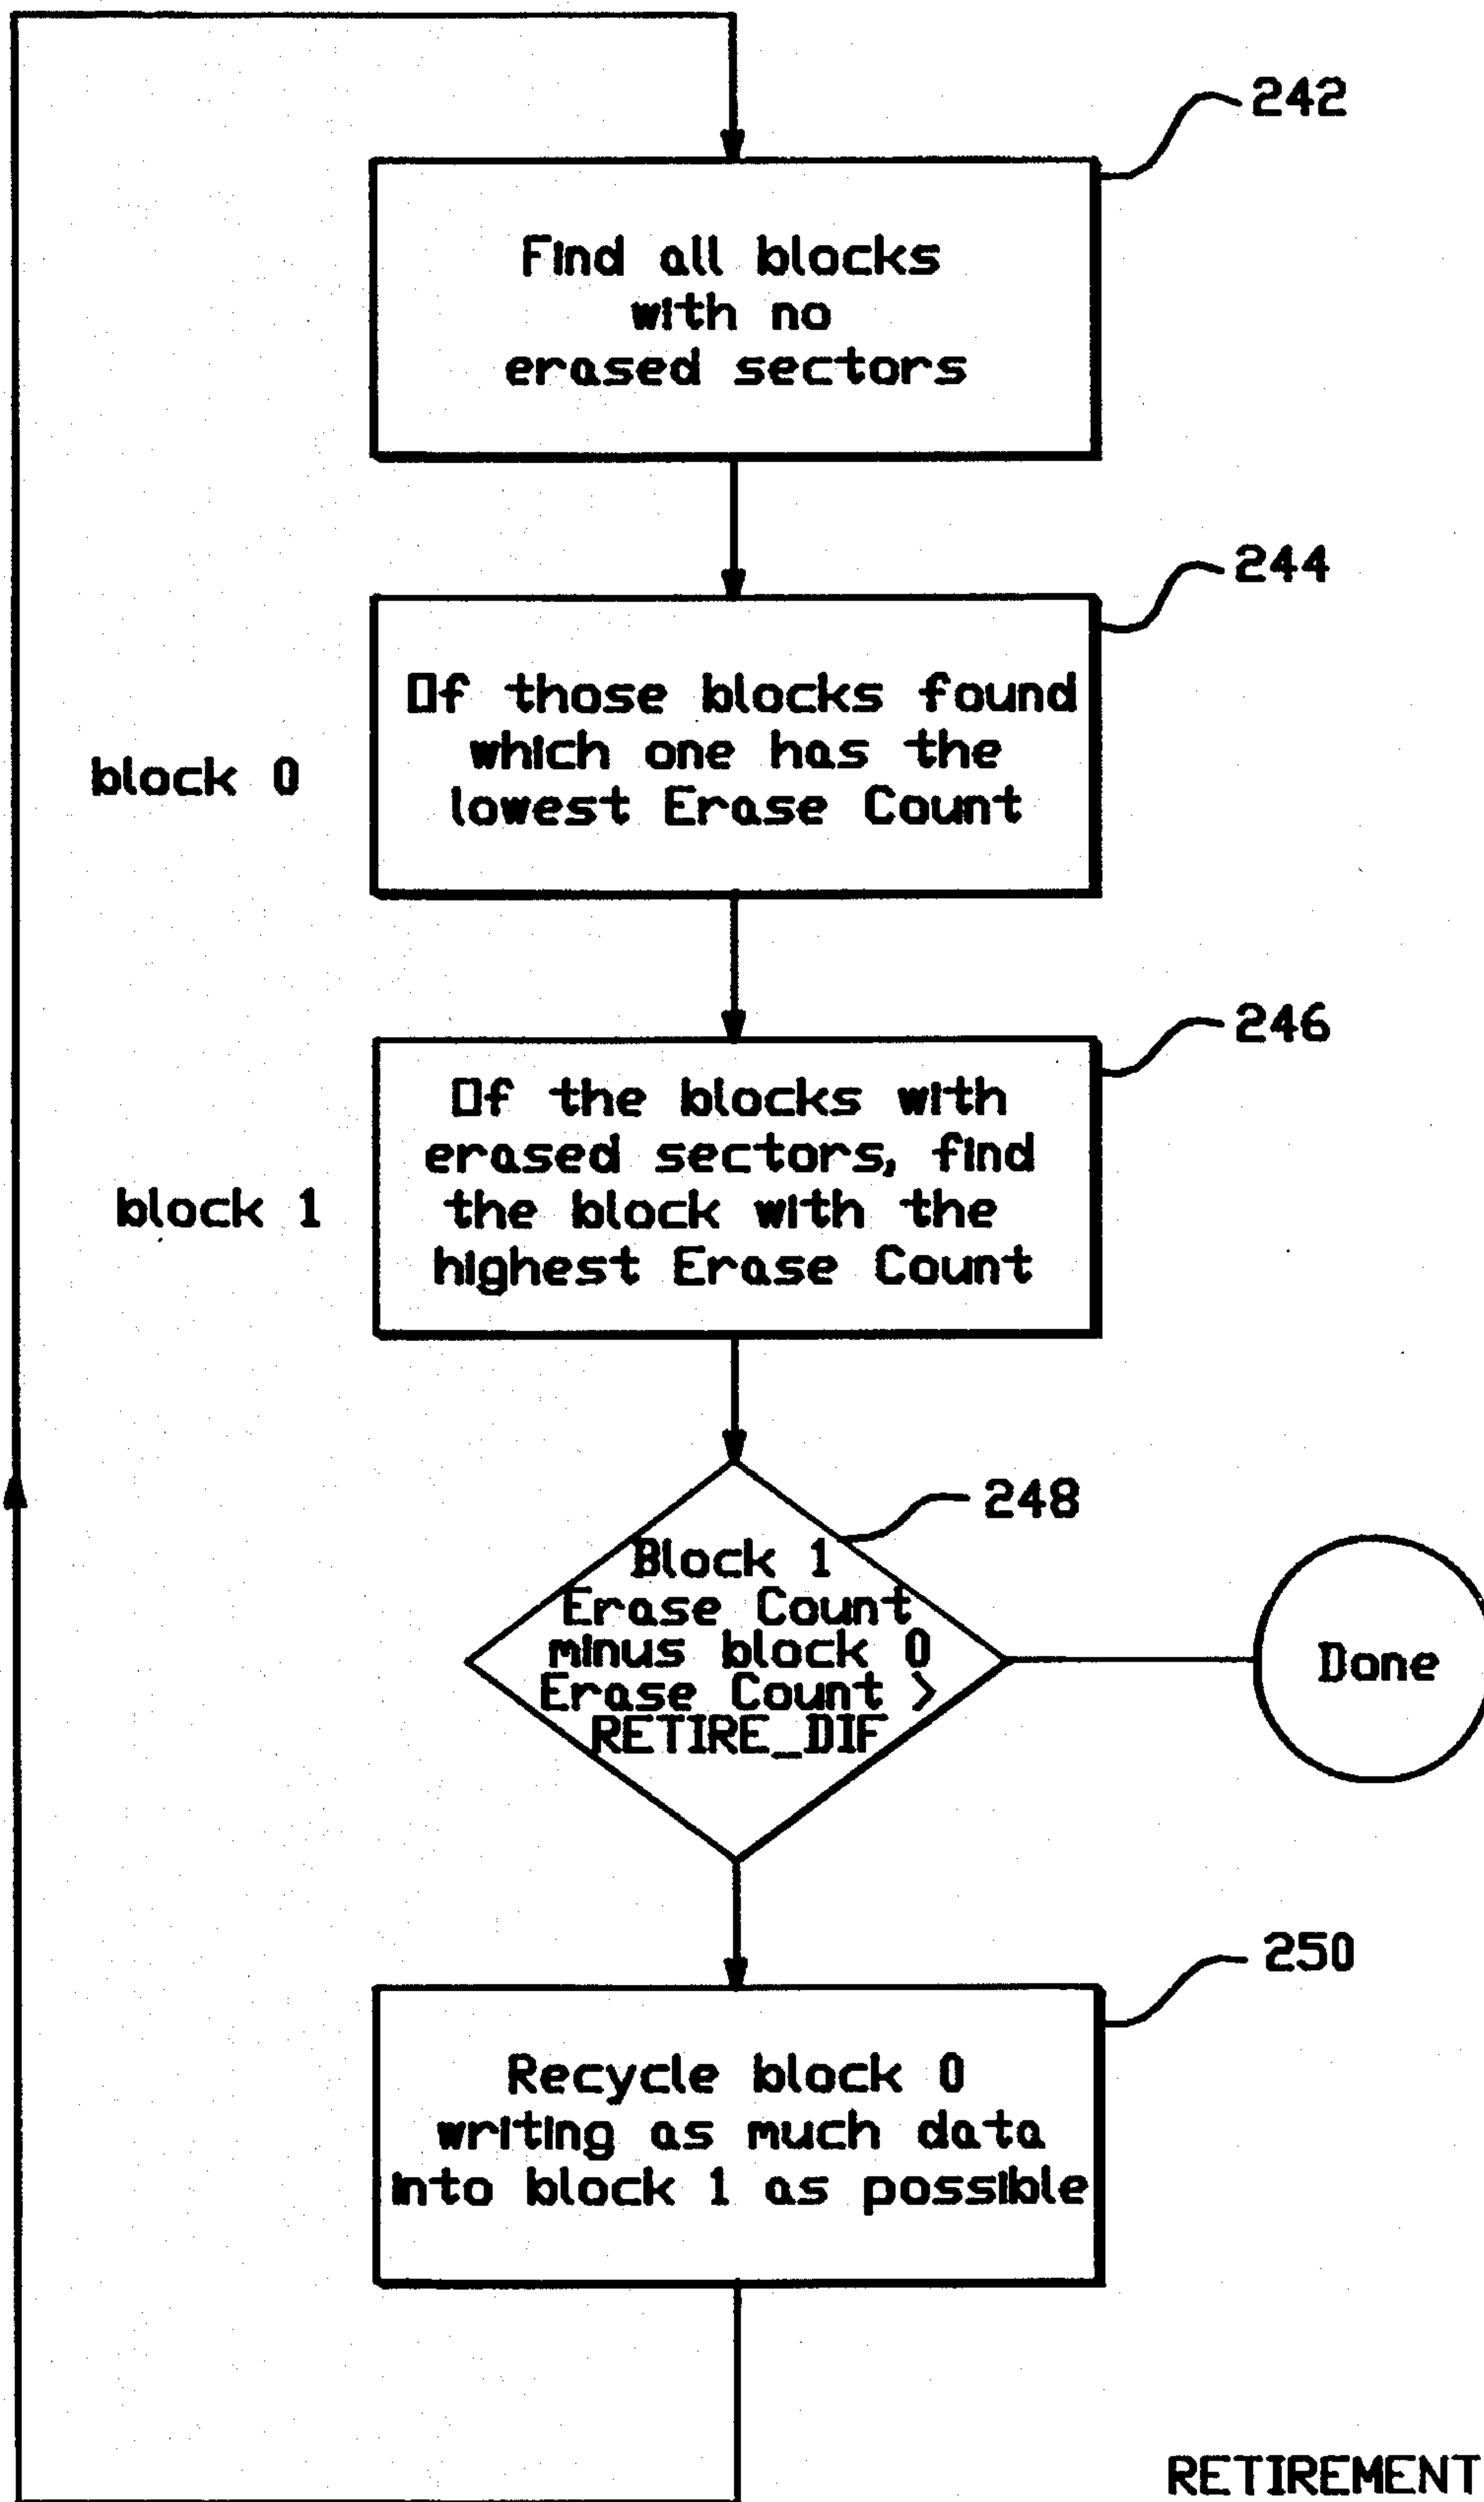 242
Find all blocks
with no
erased sectors
244
Of those blocks found
which one has the
lowest Erase Count
block 0
246
Of the blocks with
erased sectors, find
the block with the
highest Erase Count
block 1
248
Block 1
Erase Count
minus block 0
Erase Count >
RETIRE_DIF
Done
250
Recycle block 0
writing as much data
into block 1 as possible
RETIREMENT